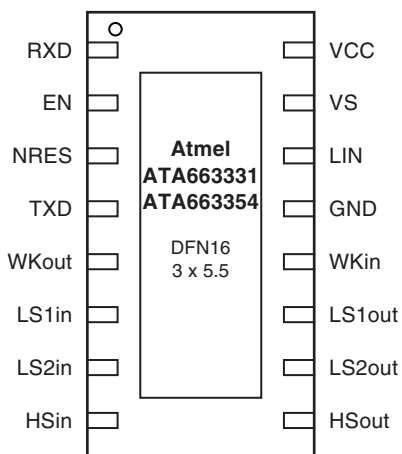 RXD
VCC
EN
VS
NRES
LIN
TXD
GND
WKout
WKin
LS1in
LS1out
LS2in
LS2out
HSin
HSout
Atmel
ATA663331
ATA663354
DFN16
3 x 5.5